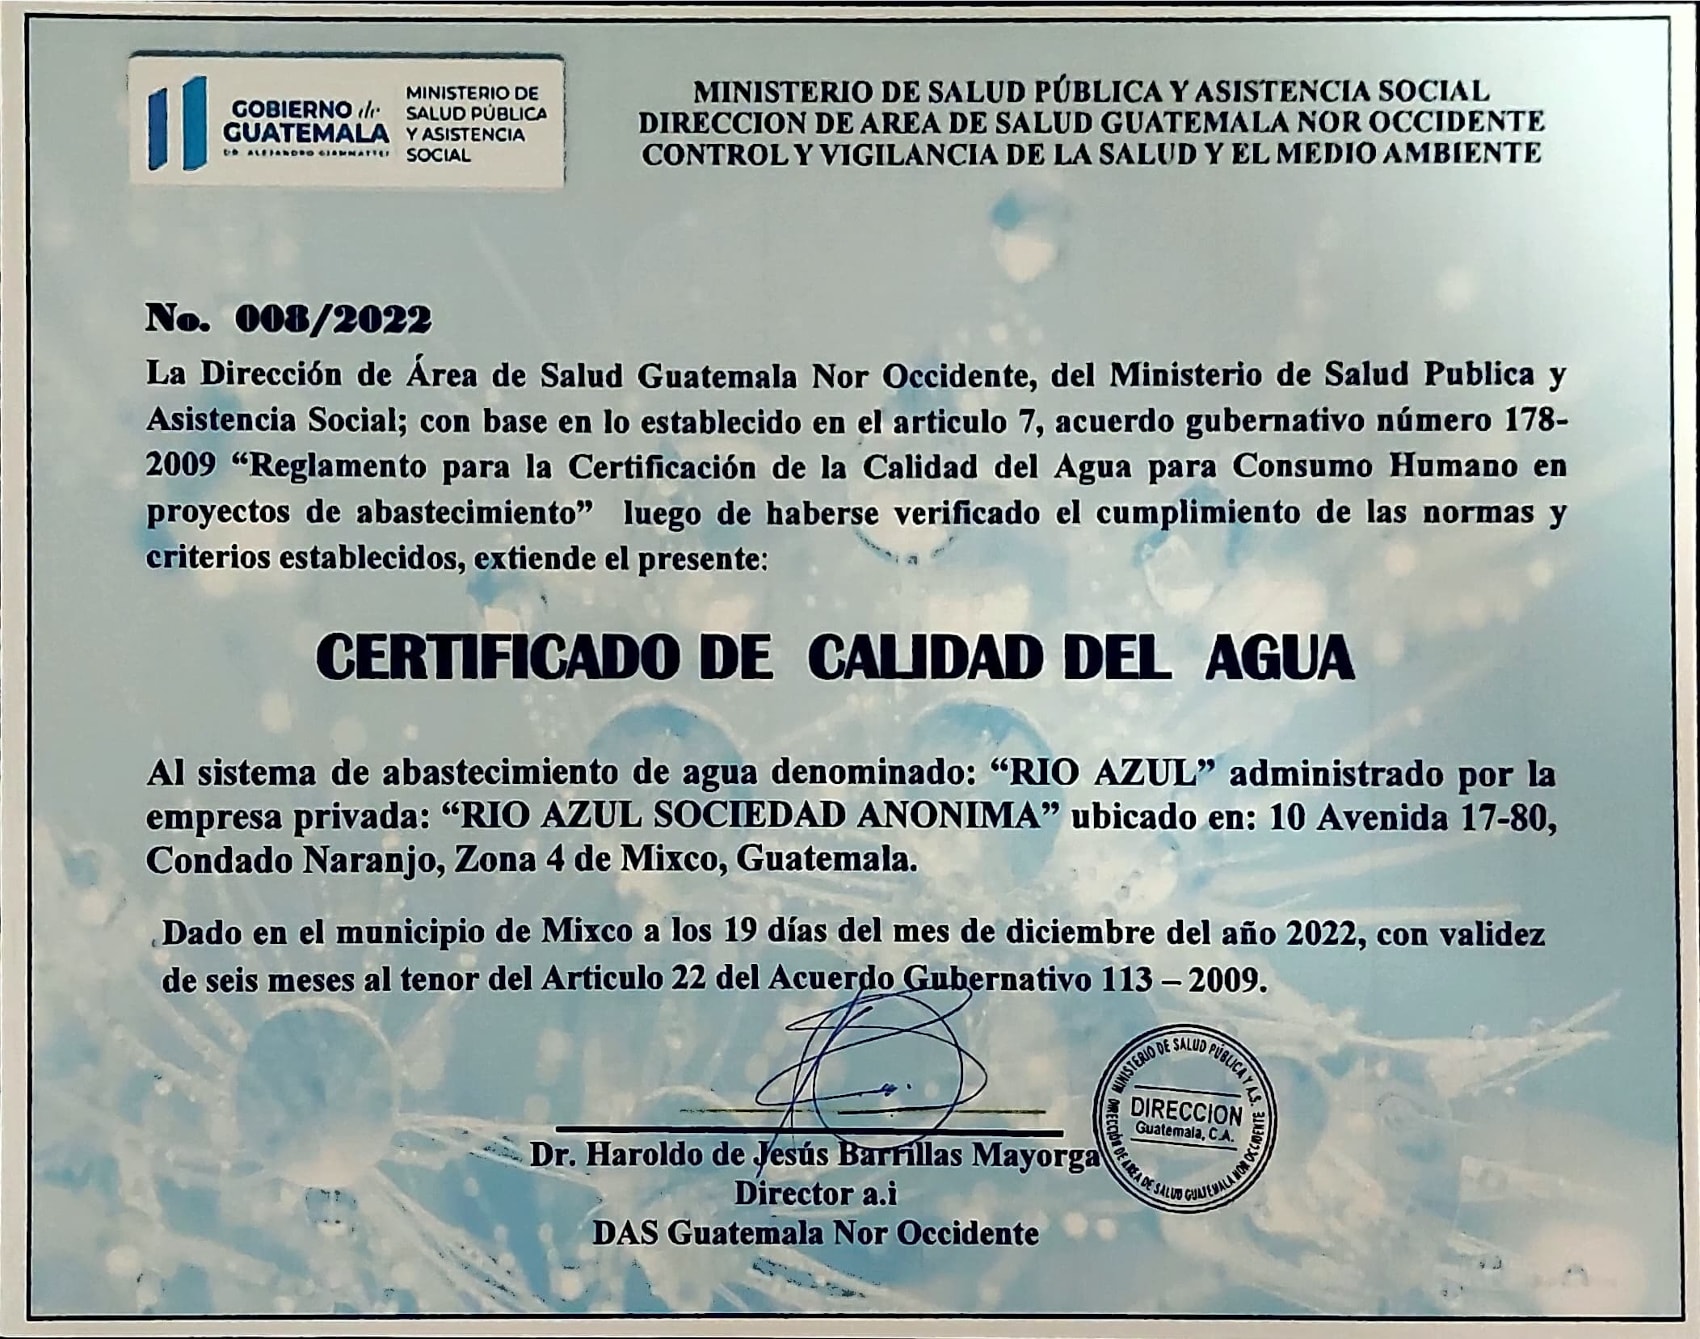 GOBIERNO de
GUATEMALA
DR. ALEJANDRO GIAMMATTEI
MINISTERIO DE
SALUD PÚBLICA
Y ASISTENCIA
SOCIAL
MINISTERIO DE SALUD PÚBLICA Y ASISTENCIA SOCIAL
DIRECCION DE AREA DE SALUD GUATEMALA NOR OCCIDENTE
CONTROL Y VIGILANCIA DE LA SALUD Y EL MEDIO AMBIENTE
No. 008/2022
La Dirección de Área de Salud Guatemala Nor Occidente, del Ministerio de Salud Publica y
Asistencia Social; con base en lo establecido en el articulo 7, acuerdo gubernativo número 178-
2009 “Reglamento para la Certificación de la Calidad del Agua para Consumo Humano en
proyectos de abastecimiento” luego de haberse verificado el cumplimiento de las normas y
criterios establecidos, extiende el presente:
CERTIFICADO DE CALIDAD DEL AGUA
Al sistema de abastecimiento de agua denominado: “RIO AZUL” administrado por la
empresa privada: “RIO AZUL SOCIEDAD ANONIMA” ubicado en: 10 Avenida 17-80,
Condado Naranjo, Zona 4 de Mixco, Guatemala.
Dado en el municipio de Mixco a los 19 días del mes de diciembre del año 2022, con validez
de seis meses al tenor del Articulo 22 del Acuerdo Gubernativo 113 – 2009.
Dr. Haroldo de Jesús Barrillas Mayorga
Director a.i
DAS Guatemala Nor Occidente
MINISTERIO DE SALUD PÚBLICA Y A.S.
DIRECCION
Guatemala, C.A.
DIRECCIÓN DE AREA DE SALUD GUATEMALA NOR OCCIDENTE